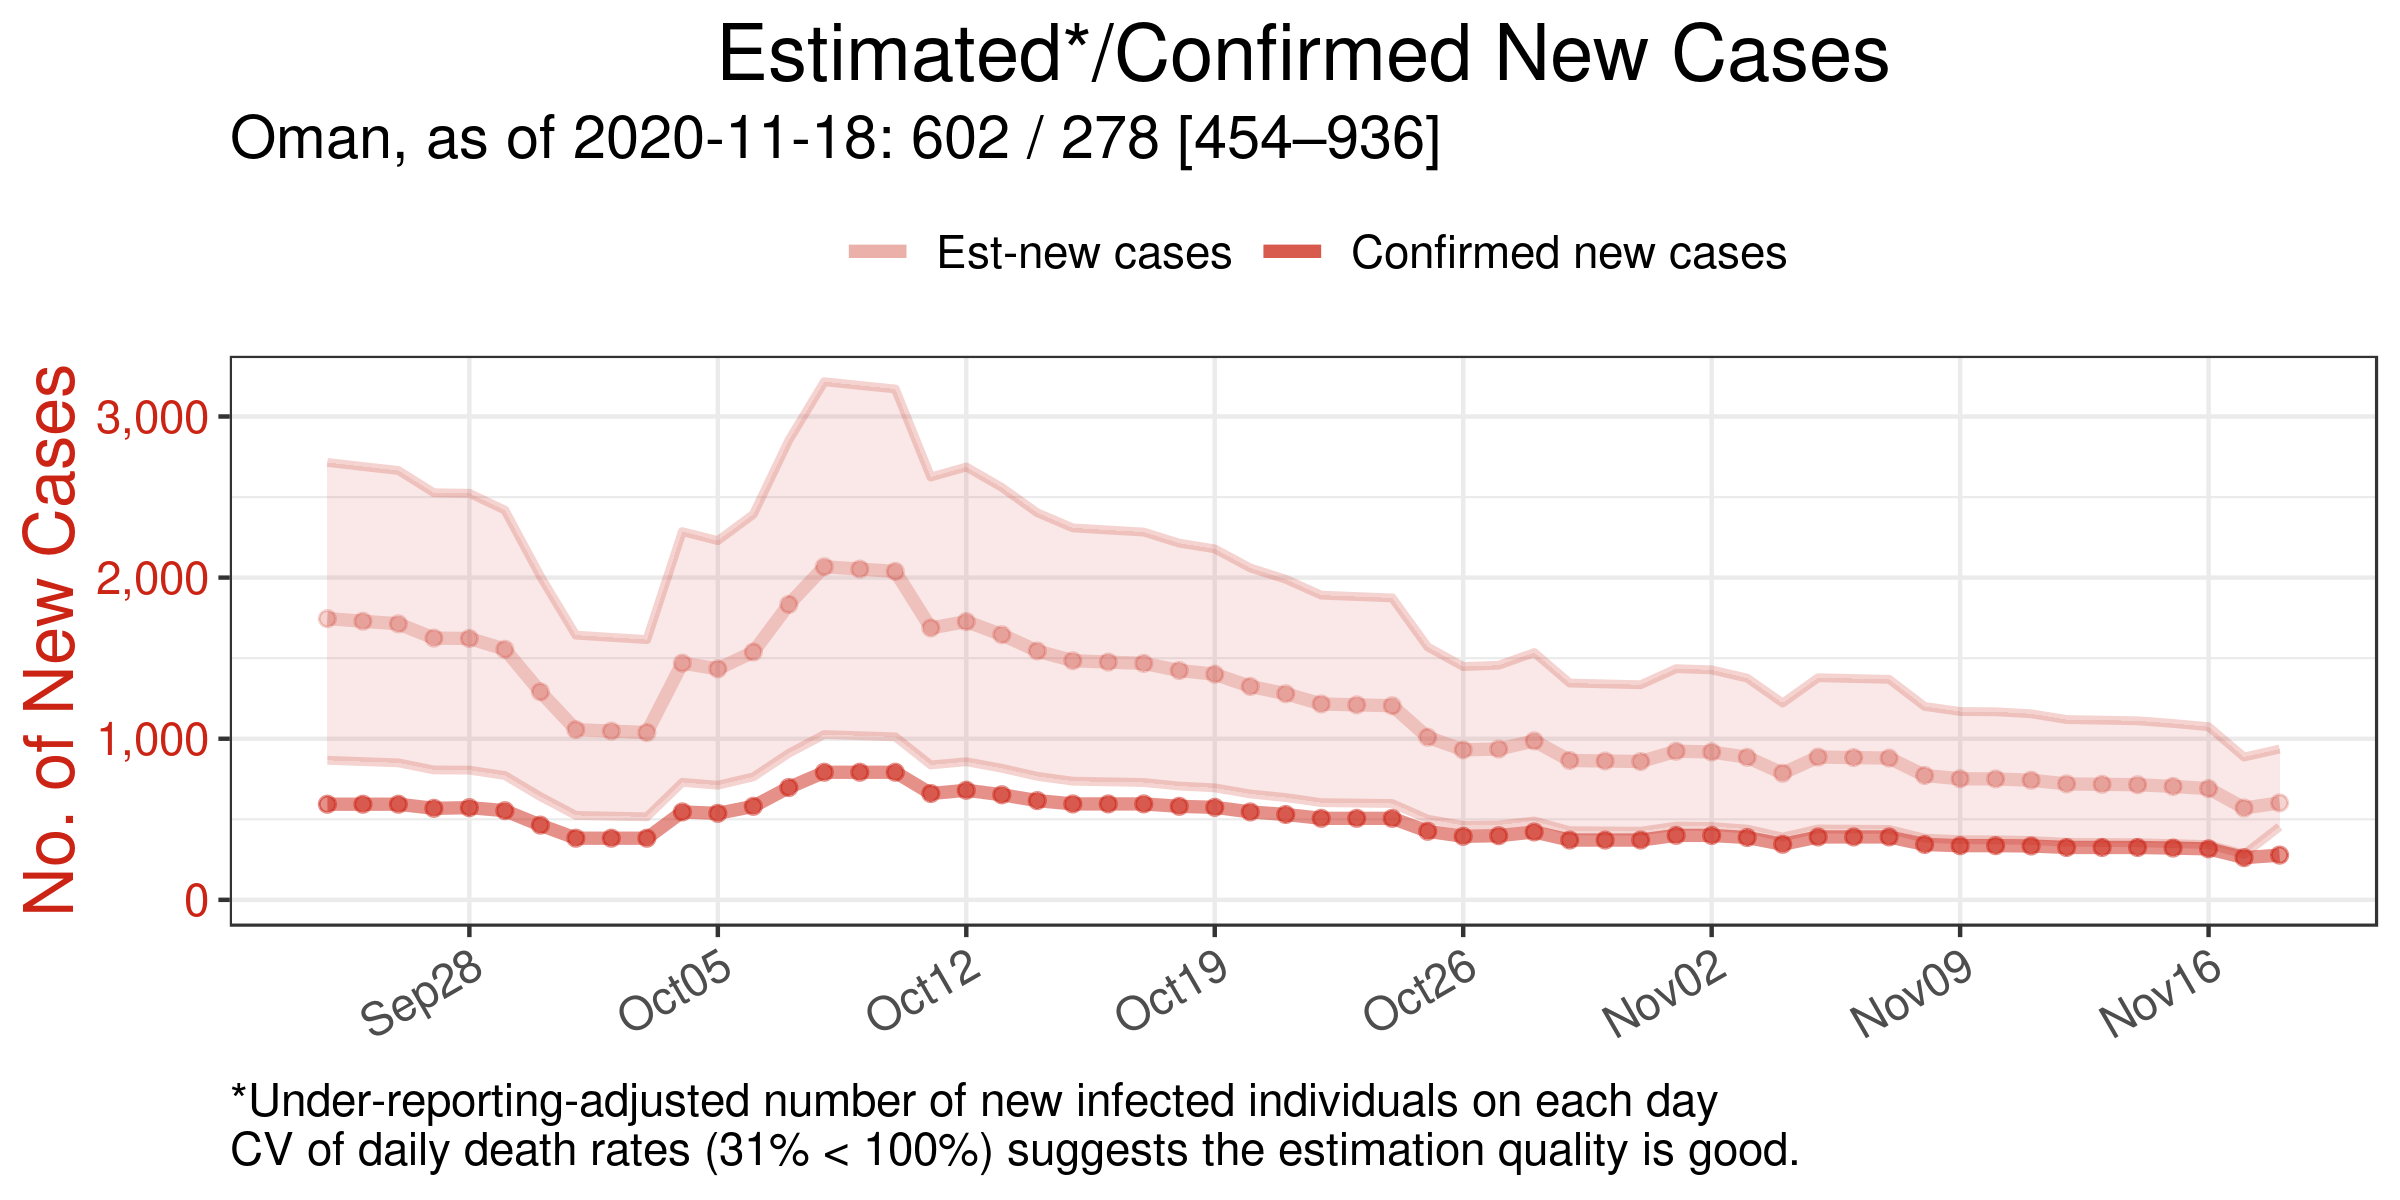 Estimated*/Confirmed New Cases
Oman, as of 2020-11-18: 602 / 278 [454–936]
Est-new cases
Confirmed new cases
No. of New Cases
3,000
2,000
1,000
0
Sep28
Oct05
Oct12
Oct19
Oct26
Nov02
Nov09
Nov16
*Under-reporting-adjusted number of new infected individuals on each day
CV of daily death rates (31% < 100%) suggests the estimation quality is good.